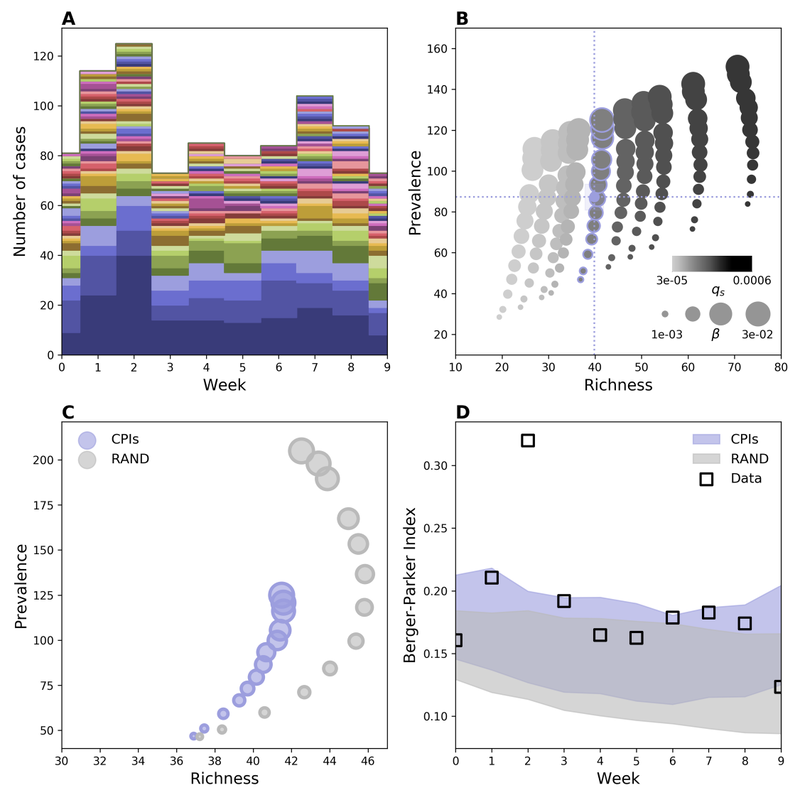 A
Number of cases
120
100
80
60
40
20
0
0 1 2 3 4 5 6 7 8 9
Week
B
Prevalence
160
140
120
100
80
60
40
20
10 20 30 40 50 60 70 80
Richness
3e-05 0.0006
qs
1e-03 β 3e-02
C
Prevalence
200
175
150
125
100
75
50
30 32 34 36 38 40 42 44 46
Richness
CPIs
RAND
D
Berger-Parker Index
0.30
0.25
0.20
0.15
0.10
0 1 2 3 4 5 6 7 8 9
Week
CPIs
RAND
Data